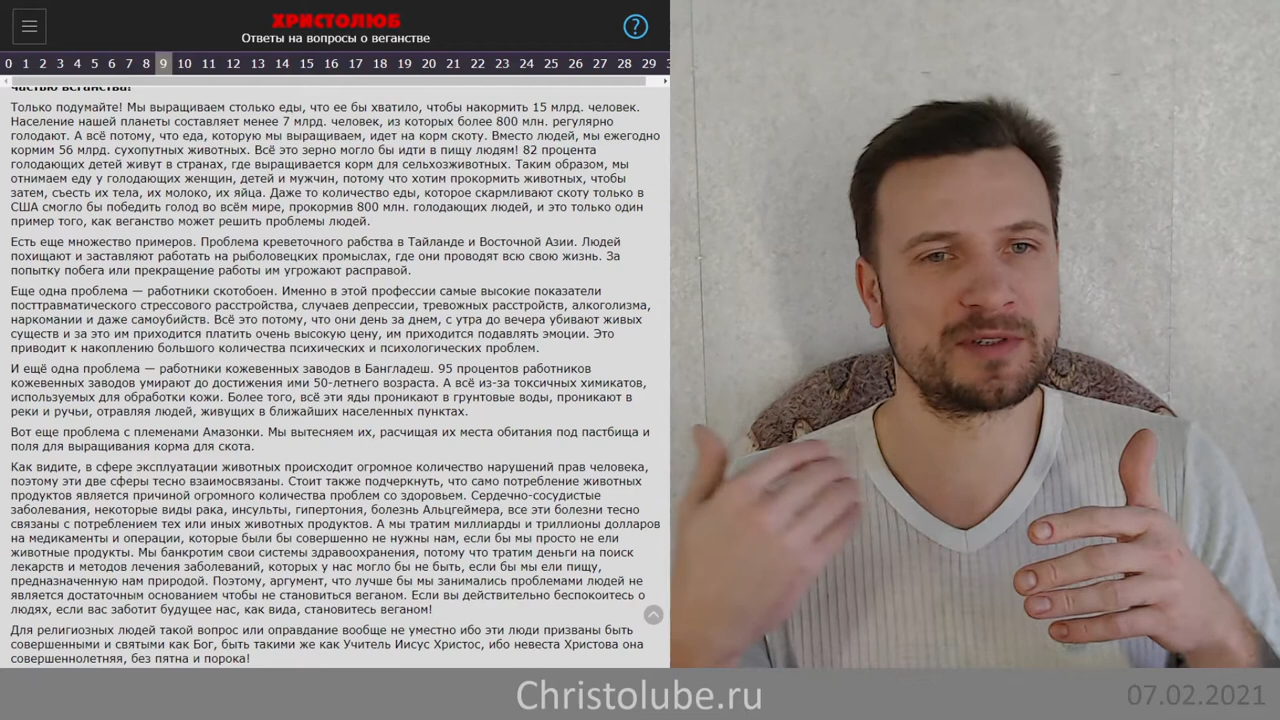 ХРИСТОЛЮБ
Ответы на вопросы о веганстве
?
0 1 2 3 4 5 6 7 8 9 10 11 12 13 14 15 16 17 18 19 20 21 22 23 24 25 26 27 28 29
частью веганства!
Только подумайте! Мы выращиваем столько еды, что ее бы хватило, чтобы накормить 15 млрд. человек.
Население нашей планеты составляет менее 7 млрд. человек, из которых более 800 млн. регулярно
голодают. А всё потому, что еда, которую мы выращиваем, идет на корм скоту. Вместо людей, мы ежегодно
кормим 56 млрд. сухопутных животных. Всё это зерно могло бы идти в пищу людям! 82 процента
голодающих детей живут в странах, где выращивается корм для сельхозживотных. Таким образом, мы
отнимаем еду у голодающих женщин, детей и мужчин, потому что хотим прокормить животных, чтобы
затем, съесть их тела, их молоко, их яйца. Даже то количество еды, которое скармливают скоту только в
США смогло бы победить голод во всём мире, прокормив 800 млн. голодающих людей, и это только один
пример того, как веганство может решить проблемы людей.
Есть еще множество примеров. Проблема креветочного рабства в Тайланде и Восточной Азии. Людей
похищают и заставляют работать на рыболовецких промыслах, где они проводят всю свою жизнь. За
попытку побега или прекращение работы им угрожают расправой.
Еще одна проблема — работники скотобоен. Именно в этой профессии самые высокие показатели
посттравматического стрессового расстройства, случаев депрессии, тревожных расстройств, алкоголизма,
наркомании и даже самоубийств. Всё это потому, что они день за днем, с утра до вечера убивают живых
существ и за это им приходится платить очень высокую цену, им приходится подавлять эмоции. Это
приводит к накоплению большого количества психических и психологических проблем.
И ещё одна проблема — работники кожевенных заводов в Бангладеш. 95 процентов работников
кожевенных заводов умирают до достижения ими 50-летнего возраста. А всё из-за токсичных химикатов,
используемых для обработки кожи. Более того, всё эти яды проникают в грунтовые воды, проникают в
реки и ручьи, отравляя людей, живущих в ближайших населенных пунктах.
Вот еще проблема с племенами Амазонки. Мы вытесняем их, расчищая их места обитания под пастбища и
поля для выращивания корма для скота.
Как видите, в сфере эксплуатации животных происходит огромное количество нарушений прав человека,
поэтому эти две сферы тесно взаимосвязаны. Стоит также подчеркнуть, что само потребление животных
продуктов является причиной огромного количества проблем со здоровьем. Сердечно-сосудистые
заболевания, некоторые виды рака, инсульты, гипертония, болезнь Альцгеймера, все эти болезни тесно
связаны с потреблением тех или иных животных продуктов. А мы тратим миллиарды и триллионы долларов
на медикаменты и операции, которые были бы совершенно не нужны нам, если бы мы просто не ели
животные продукты. Мы банкротим свои системы здравоохранения, потому что тратим деньги на поиск
лекарств и методов лечения заболеваний, которых у нас могло бы не быть, если бы мы ели пищу,
предназначенную нам природой. Поэтому, аргумент, что лучше бы мы занимались проблемами людей не
является достаточным основанием чтобы не становиться веганом. Если вы действительно беспокоитесь о
людях, если вас заботит будущее нас, как вида, становитесь веганом!
Для религиозных людей такой вопрос или оправдание вообще не уместно ибо эти люди призваны быть
совершенными и святыми как Бог, быть такими же как Учитель Иисус Христос, ибо невеста Христова она
совершеннолетняя, без пятна и порока!
Christolube.ru
07.02.2021